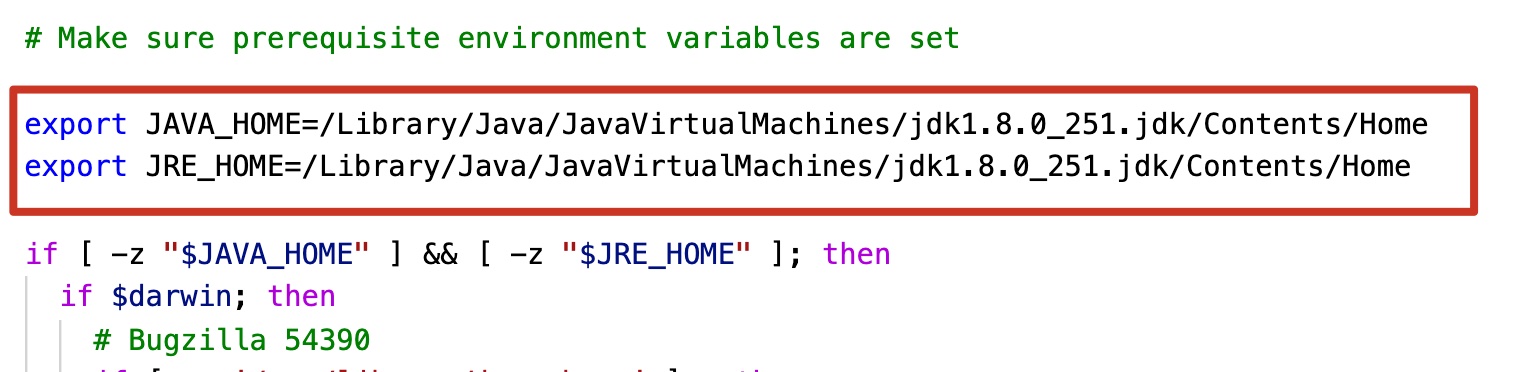 # Make sure prerequisite environment variables are set
export JAVA_HOME=/Library/Java/JavaVirtualMachines/jdk1.8.0_251.jdk/Contents/Home
export JRE_HOME=/Library/Java/JavaVirtualMachines/jdk1.8.0_251.jdk/Contents/Home
if [ -z "$JAVA_HOME" ] && [ -z "$JRE_HOME" ]; then
if $darwin; then
# Bugzilla 54390